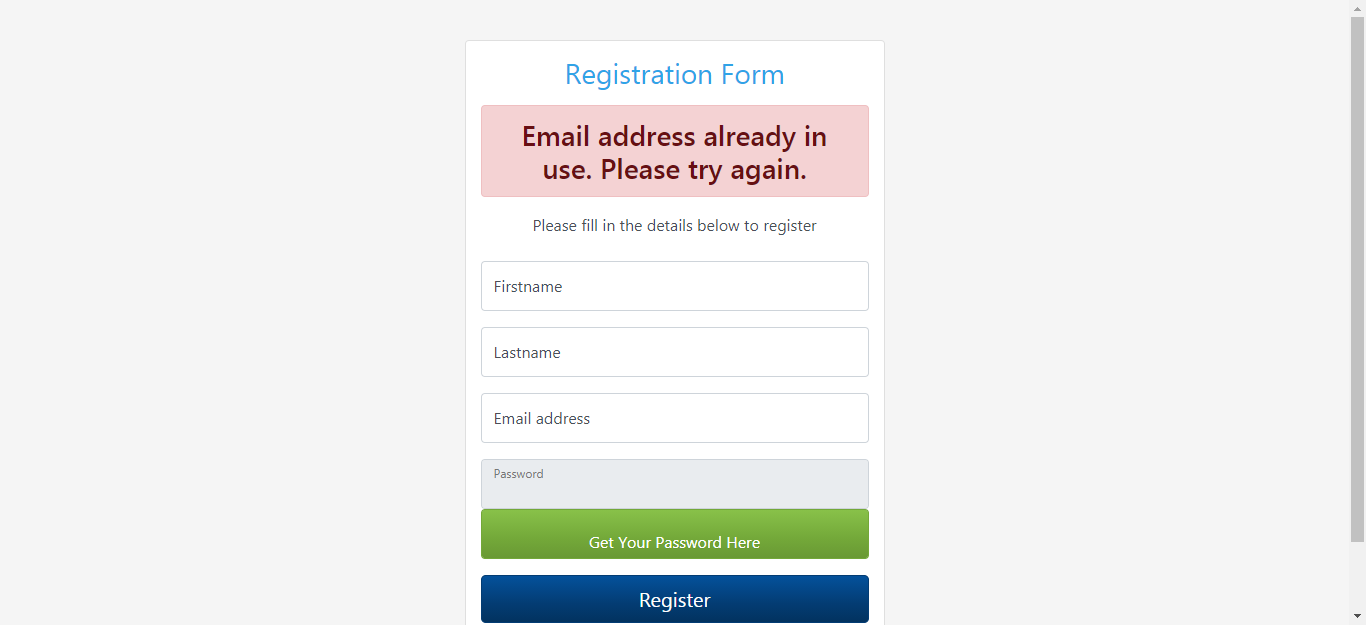 Registration Form
Email address already in
use. Please try again.
Please fill in the details below to register
Firstname
Lastname
Email address
Password
Get Your Password Here
Register